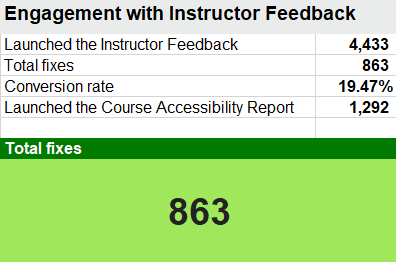 Engagement with Instructor Feedback
Launched the Instructor Feedback 4,433
Total fixes 863
Conversion rate 19.47%
Launched the Course Accessibility Report 1,292
Total fixes
863